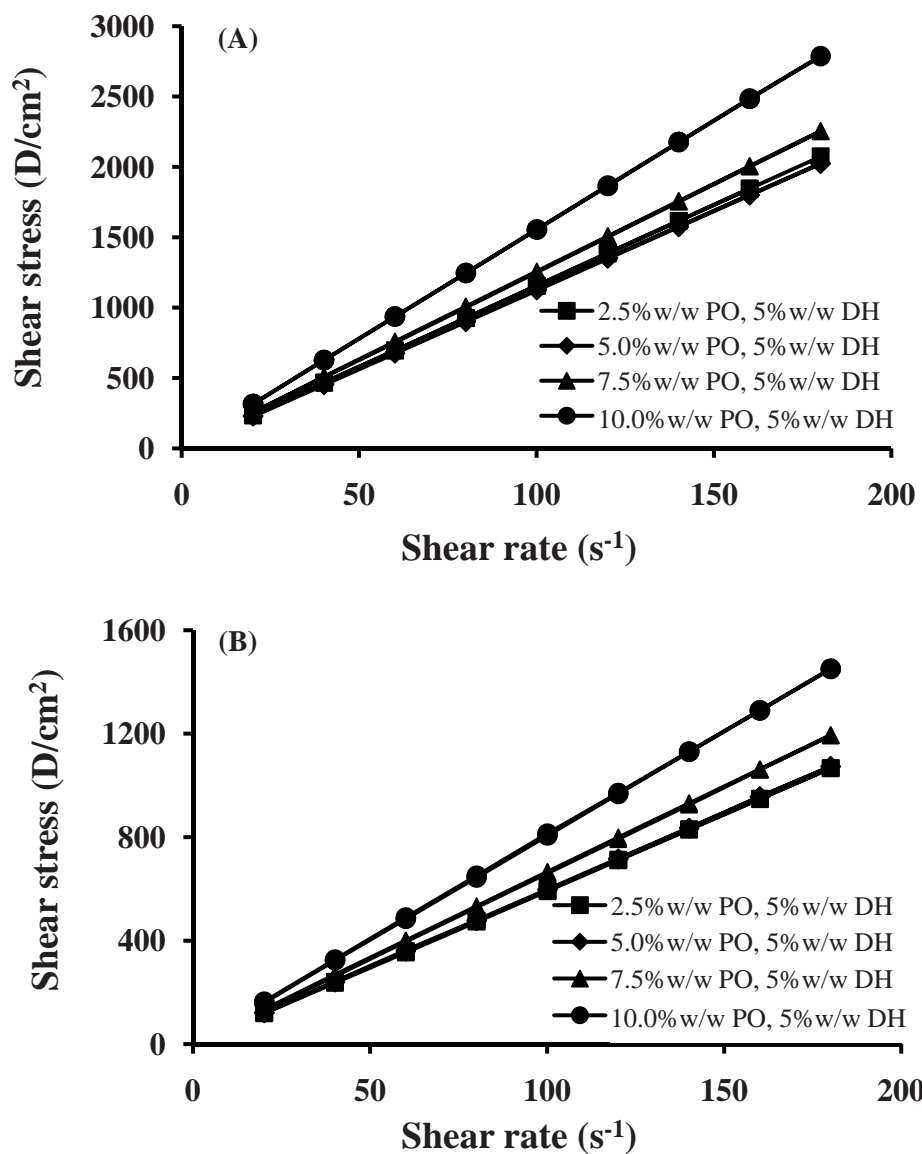 (A)
3000
2500
2000
1500
1000
500
0
Shear stress (D/cm²)
2.5%w/w PO, 5%w/w DH
5.0%w/w PO, 5%w/w DH
7.5%w/w PO, 5%w/w DH
10.0%w/w PO, 5%w/w DH
0 50 100 150 200
Shear rate (s⁻¹)
(B)
1600
1200
800
400
0
Shear stress (D/cm²)
2.5%w/w PO, 5%w/w DH
5.0%w/w PO, 5%w/w DH
7.5%w/w PO, 5%w/w DH
10.0%w/w PO, 5%w/w DH
0 50 100 150 200
Shear rate (s⁻¹)